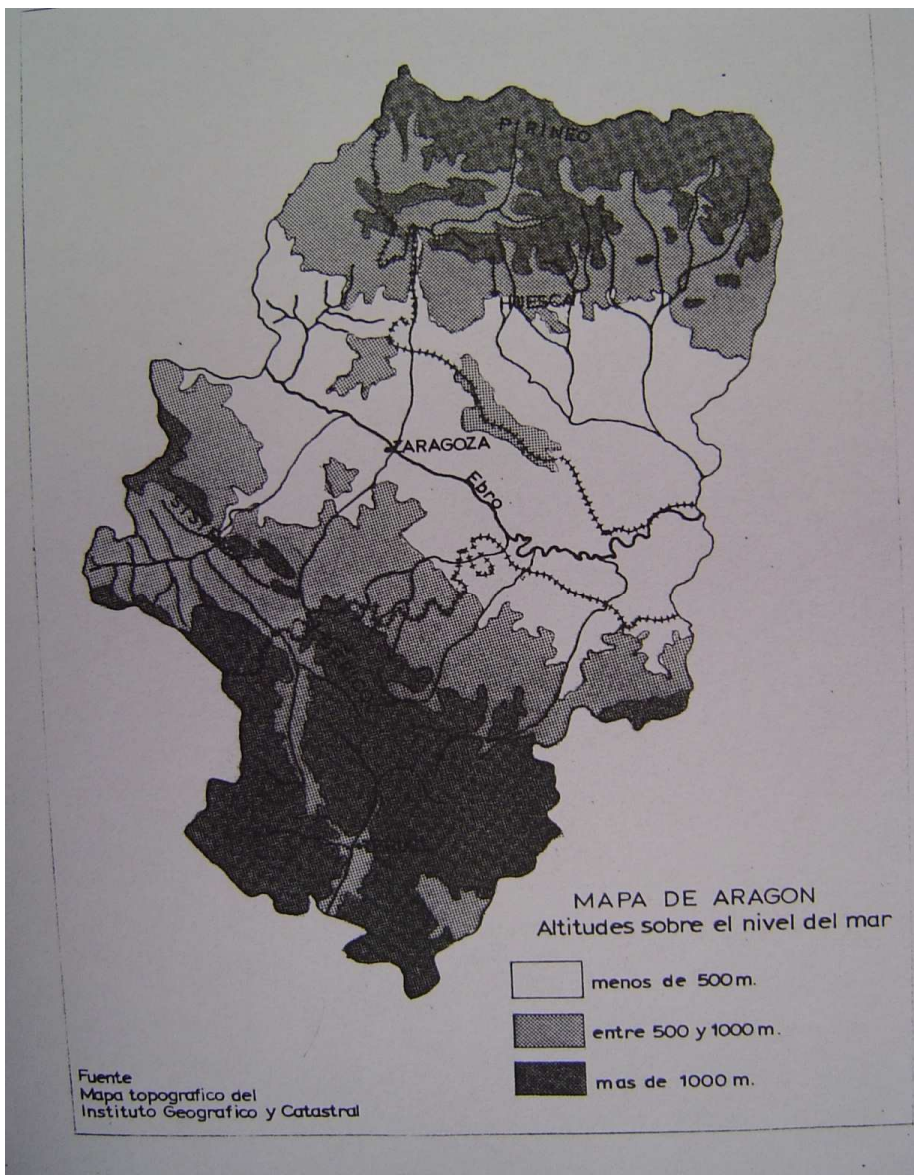 PIRINEO
HUESCA
ZARAGOZA
Ebro
MAPA DE ARAGON
Altitudes sobre el nivel del mar
menos de 500 m.
entre 500 y 1000 m.
mas de 1000 m.
Fuente
Mapa topografico del
Instituto Geografico y Catastral